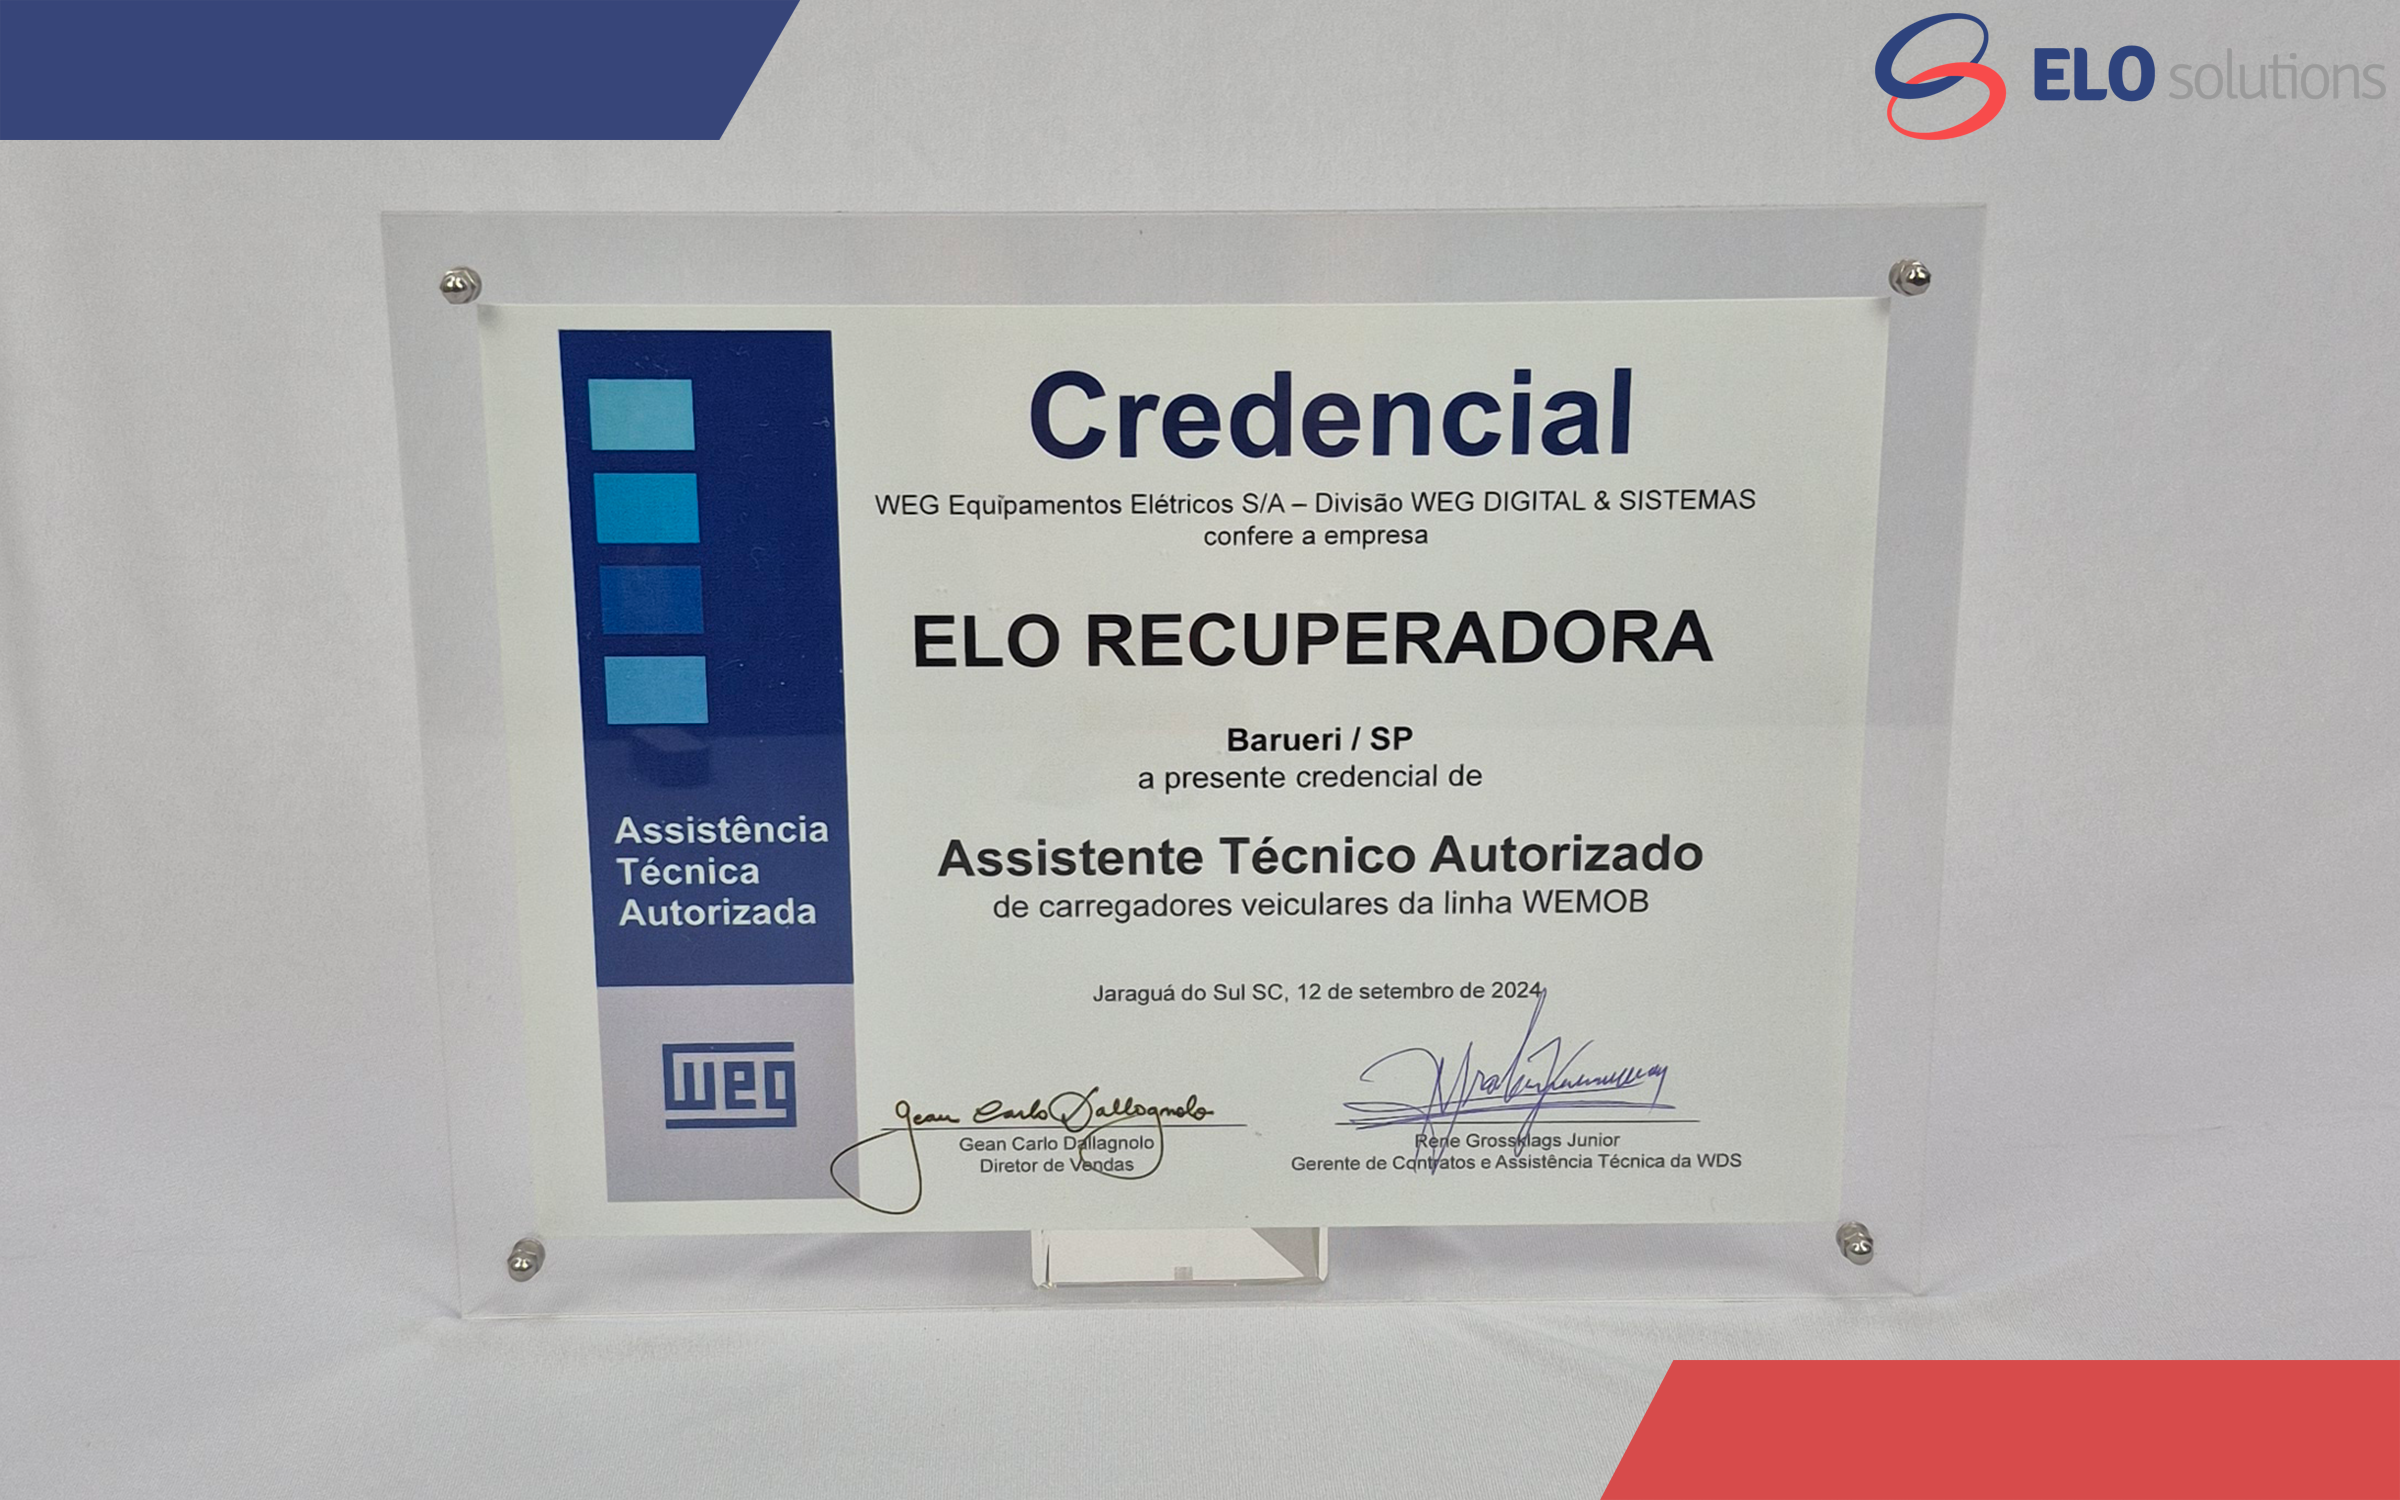 ELO solutions
Credencial
WEG Equipamentos Elétricos S/A – Divisão WEG DIGITAL & SISTEMAS
confere a empresa
ELO RECUPERADORA
Barueri / SP
a presente credencial de
Assistente Técnico Autorizado
de carregadores veiculares da linha WEMOB
Jaraguá do Sul SC, 12 de setembro de 2024
Assistência
Técnica
Autorizada
weg
Gean Carlo Dallagnolo
Gean Carlo Dallagnolo
Diretor de Vendas
Rene Grossklags Junior
Gerente de Contratos e Assistência Técnica da WDS